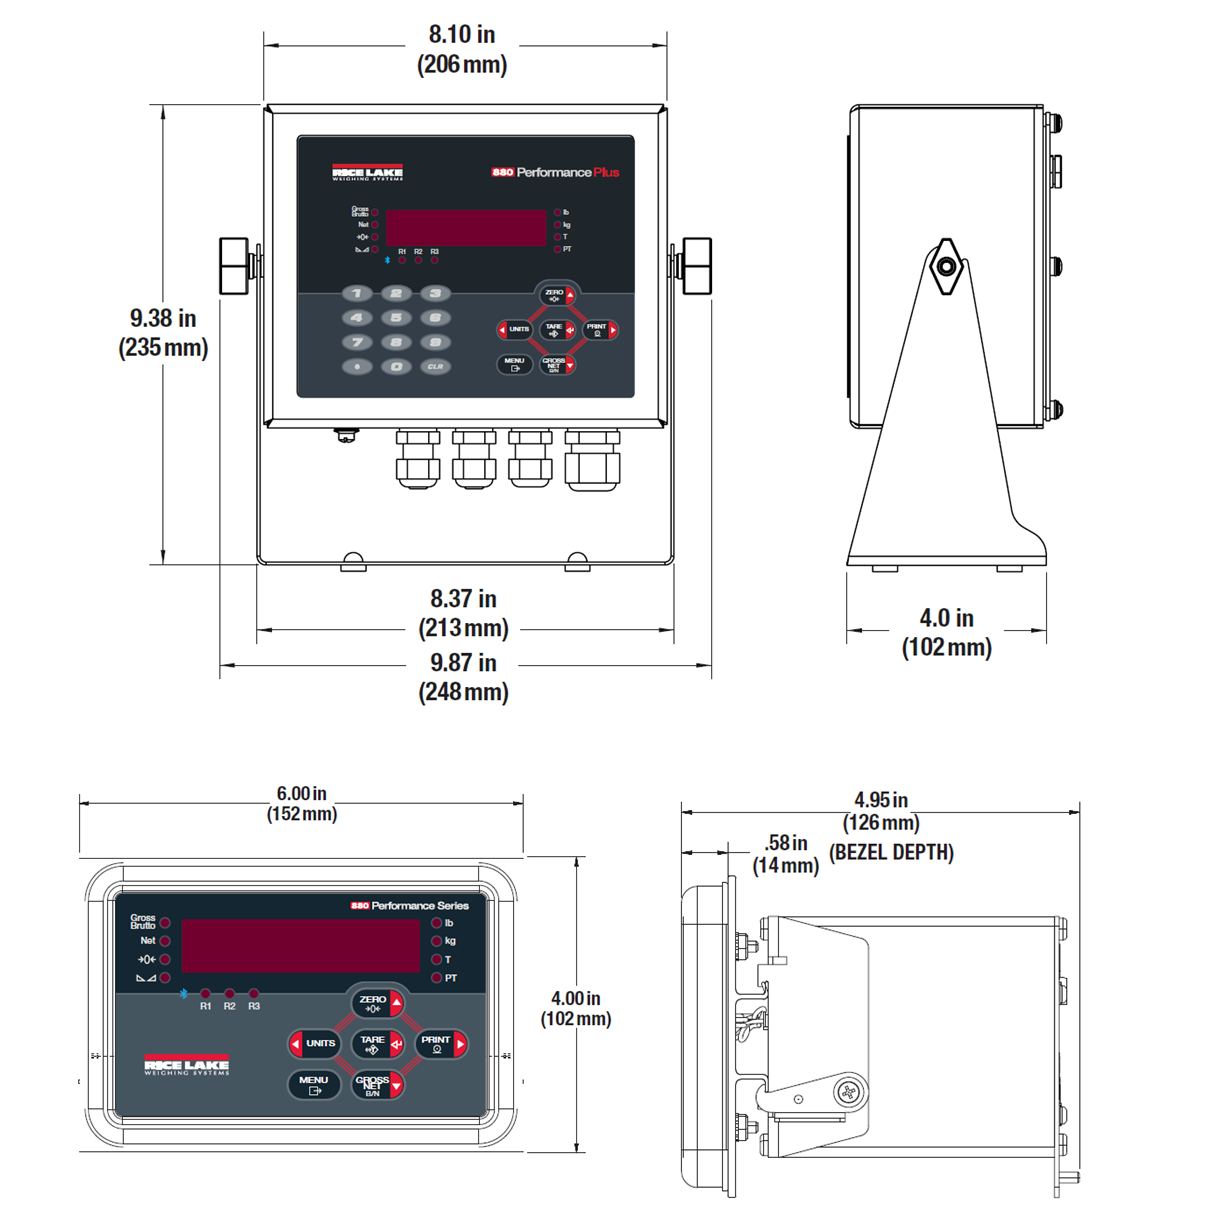 8.10 in
(206 mm)
9.38 in
(235 mm)
RICE LAKE
WEIGHING SYSTEMS
880 Performance Plus
Gross
Brutto
Net
→0←
R1 R2 R3
lb
kg
T
PT
1 2 3
4 5 6
7 8 9
. 0 CLR
ZERO
→0←
UNITS
TARE
PRINT
MENU
GROSS
NET
B/N
8.37 in
(213 mm)
9.87 in
(248 mm)
4.0 in
(102 mm)
6.00 in
(152 mm)
880 Performance Series
Gross
Brutto
Net
→0←
R1 R2 R3
lb
kg
T
PT
ZERO
→0←
UNITS
TARE
PRINT
MENU
GROSS
NET
B/N
RICE LAKE
WEIGHING SYSTEMS
4.00 in
(102 mm)
4.95 in
(126 mm)
.58 in
(14 mm)
(BEZEL DEPTH)